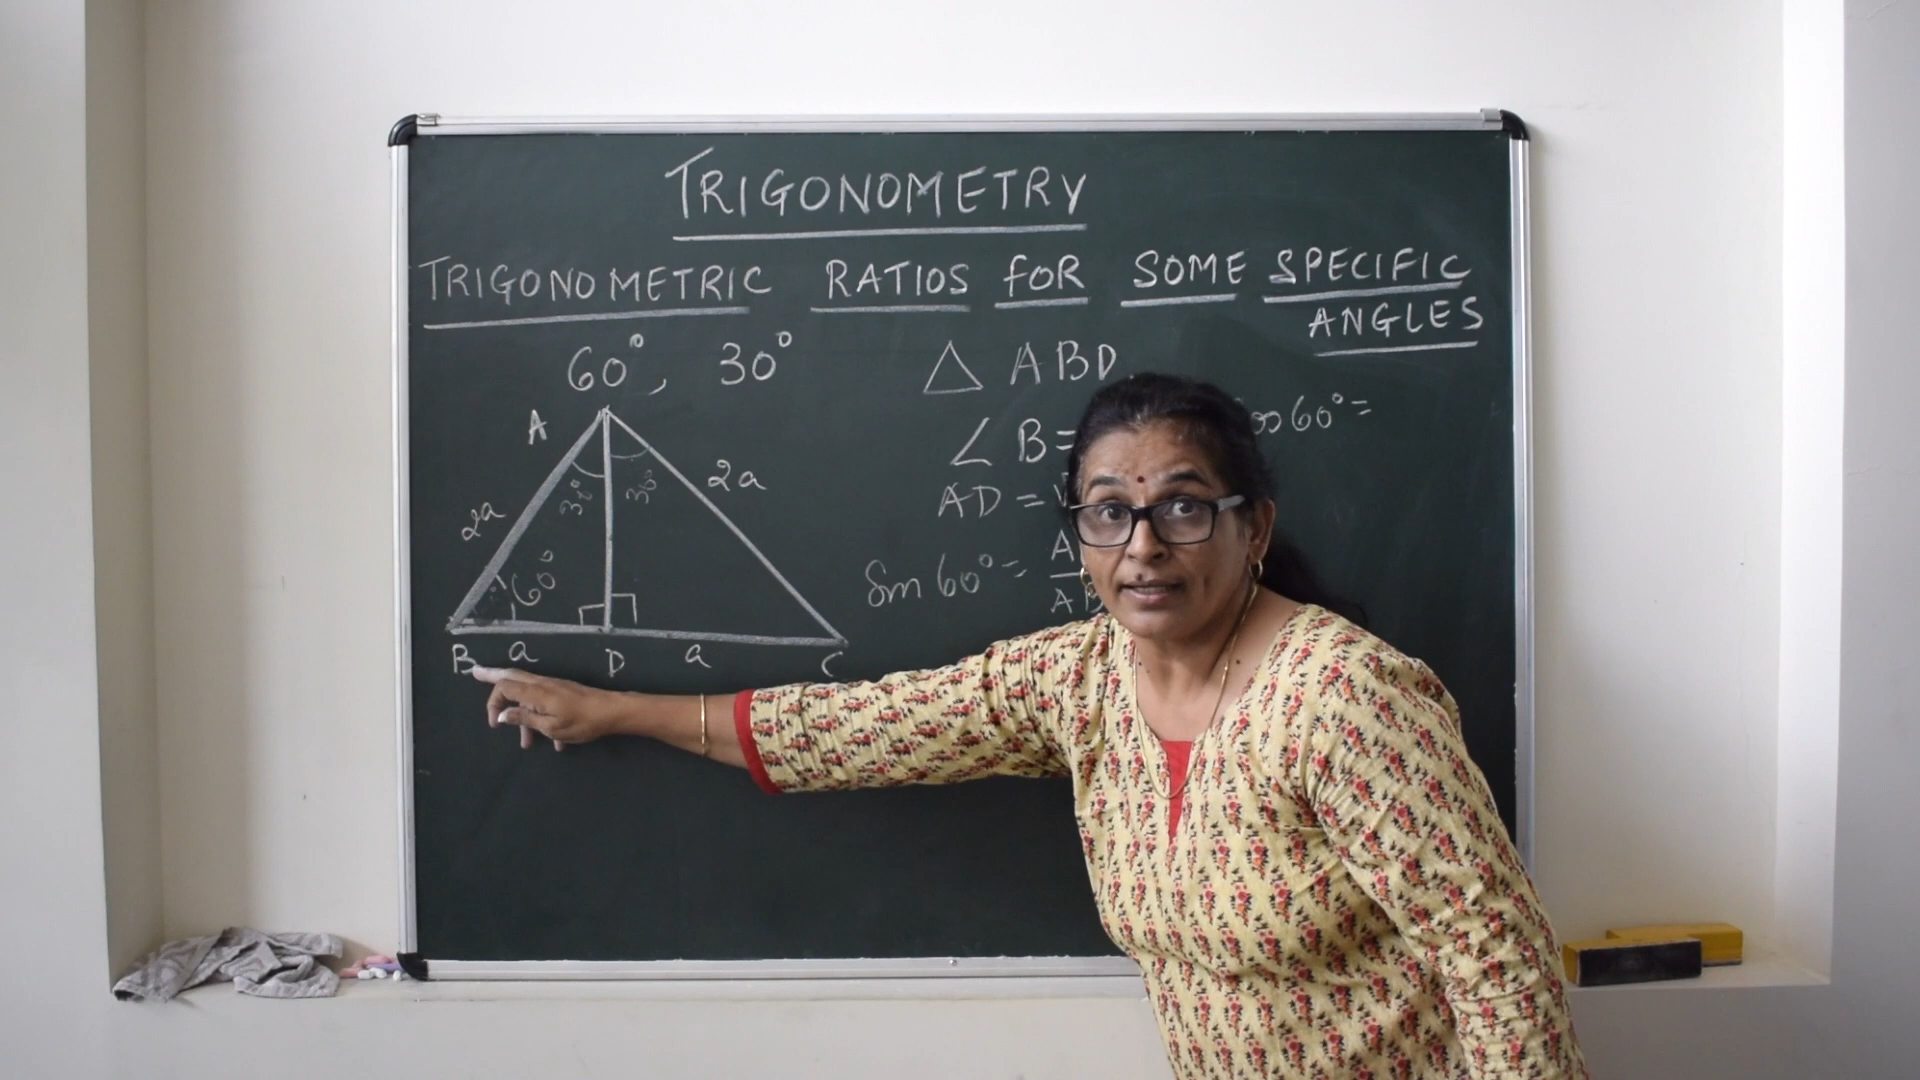 TRIGONOMETRY
TRIGONOMETRIC RATIOS FOR SOME SPECIFIC
ANGLES
60°, 30°
△ ABD
A
∠B=
2a
2a
30°
30°
AD =
60°
Sin 60° =
A
AB
60° =
B
a
D
a
C